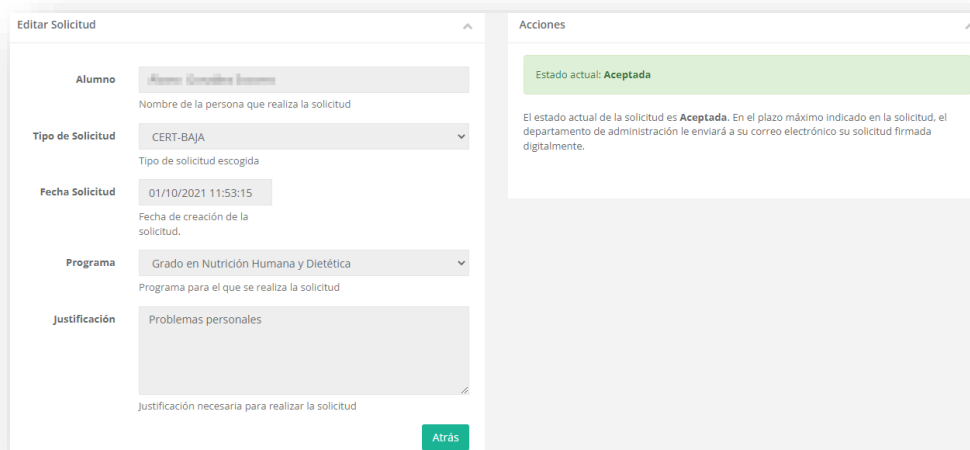 Editar Solicitud
Alumno
Nombre de la persona que realiza la solicitud
Tipo de Solicitud
CERT-BAJA
Tipo de solicitud escogida
Fecha Solicitud
01/10/2021 11:53:15
Fecha de creación de la
solicitud.
Programa
Grado en Nutrición Humana y Dietética
Programa para el que se realiza la solicitud
Justificación
Problemas personales
Justificación necesaria para realizar la solicitud
Atrás
Acciones
Estado actual: Aceptada
El estado actual de la solicitud es Aceptada. En el plazo máximo indicado en la solicitud, el
departamento de administración le enviará a su correo electrónico su solicitud firmada
digitalmente.